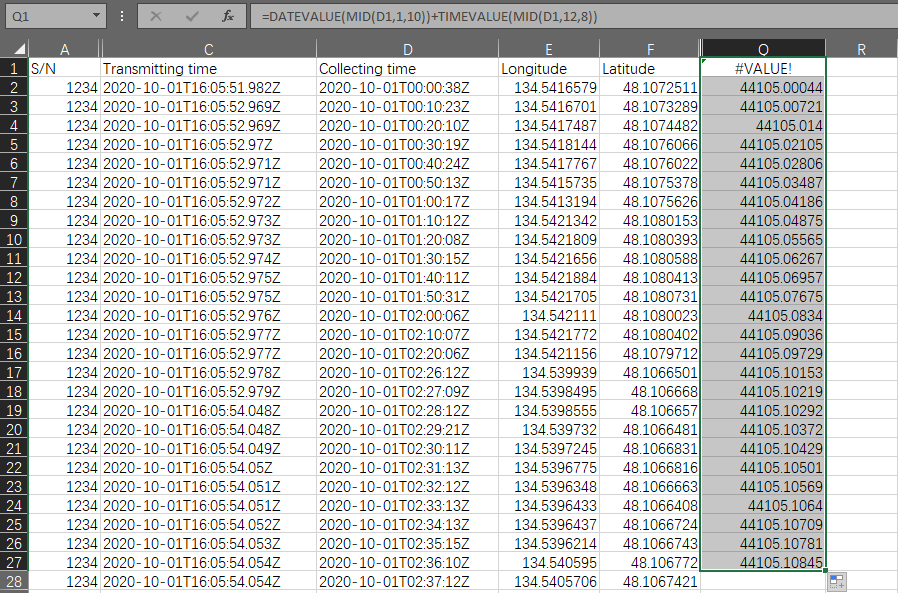 Q1 fx =DATEVALUE(MID(D1,1,10))+TIMEVALUE(MID(D1,12,8))
A C D E F Q R
1 S/N Transmitting time Collecting time Longitude Latitude #VALUE!
2 1234 2020-10-01T16:05:51.982Z 2020-10-01T00:00:38Z 134.5416579 48.1072511 44105.00044
3 1234 2020-10-01T16:05:52.969Z 2020-10-01T00:10:23Z 134.5416701 48.1073289 44105.00721
4 1234 2020-10-01T16:05:52.969Z 2020-10-01T00:20:10Z 134.5417487 48.1074482 44105.014
5 1234 2020-10-01T16:05:52.97Z 2020-10-01T00:30:19Z 134.5418144 48.1076066 44105.02105
6 1234 2020-10-01T16:05:52.971Z 2020-10-01T00:40:24Z 134.5417767 48.1076022 44105.02806
7 1234 2020-10-01T16:05:52.971Z 2020-10-01T00:50:13Z 134.5415735 48.1075378 44105.03487
8 1234 2020-10-01T16:05:52.972Z 2020-10-01T01:00:17Z 134.5413194 48.1075626 44105.04186
9 1234 2020-10-01T16:05:52.973Z 2020-10-01T01:10:12Z 134.5421342 48.1080153 44105.04875
10 1234 2020-10-01T16:05:52.973Z 2020-10-01T01:20:08Z 134.5421809 48.1080393 44105.05565
11 1234 2020-10-01T16:05:52.974Z 2020-10-01T01:30:15Z 134.5421656 48.1080588 44105.06267
12 1234 2020-10-01T16:05:52.975Z 2020-10-01T01:40:11Z 134.5421884 48.1080413 44105.06957
13 1234 2020-10-01T16:05:52.975Z 2020-10-01T01:50:31Z 134.5421705 48.1080731 44105.07675
14 1234 2020-10-01T16:05:52.976Z 2020-10-01T02:00:06Z 134.542111 48.1080023 44105.0834
15 1234 2020-10-01T16:05:52.977Z 2020-10-01T02:10:07Z 134.5421772 48.1080402 44105.09036
16 1234 2020-10-01T16:05:52.977Z 2020-10-01T02:20:06Z 134.5421156 48.1079712 44105.09729
17 1234 2020-10-01T16:05:52.978Z 2020-10-01T02:26:12Z 134.539939 48.1066501 44105.10153
18 1234 2020-10-01T16:05:52.979Z 2020-10-01T02:27:09Z 134.5398495 48.106668 44105.10219
19 1234 2020-10-01T16:05:54.048Z 2020-10-01T02:28:12Z 134.5398555 48.106657 44105.10292
20 1234 2020-10-01T16:05:54.048Z 2020-10-01T02:29:21Z 134.539732 48.1066481 44105.10372
21 1234 2020-10-01T16:05:54.049Z 2020-10-01T02:30:11Z 134.5397245 48.1066831 44105.10429
22 1234 2020-10-01T16:05:54.05Z 2020-10-01T02:31:13Z 134.5396775 48.1066816 44105.10501
23 1234 2020-10-01T16:05:54.051Z 2020-10-01T02:32:12Z 134.5396348 48.1066663 44105.10569
24 1234 2020-10-01T16:05:54.051Z 2020-10-01T02:33:13Z 134.5396433 48.1066408 44105.1064
25 1234 2020-10-01T16:05:54.052Z 2020-10-01T02:34:13Z 134.5396437 48.1066724 44105.10709
26 1234 2020-10-01T16:05:54.053Z 2020-10-01T02:35:15Z 134.5396214 48.1066743 44105.10781
27 1234 2020-10-01T16:05:54.054Z 2020-10-01T02:36:10Z 134.540595 48.106772 44105.10845
28 1234 2020-10-01T16:05:54.054Z 2020-10-01T02:37:12Z 134.5405706 48.1067421